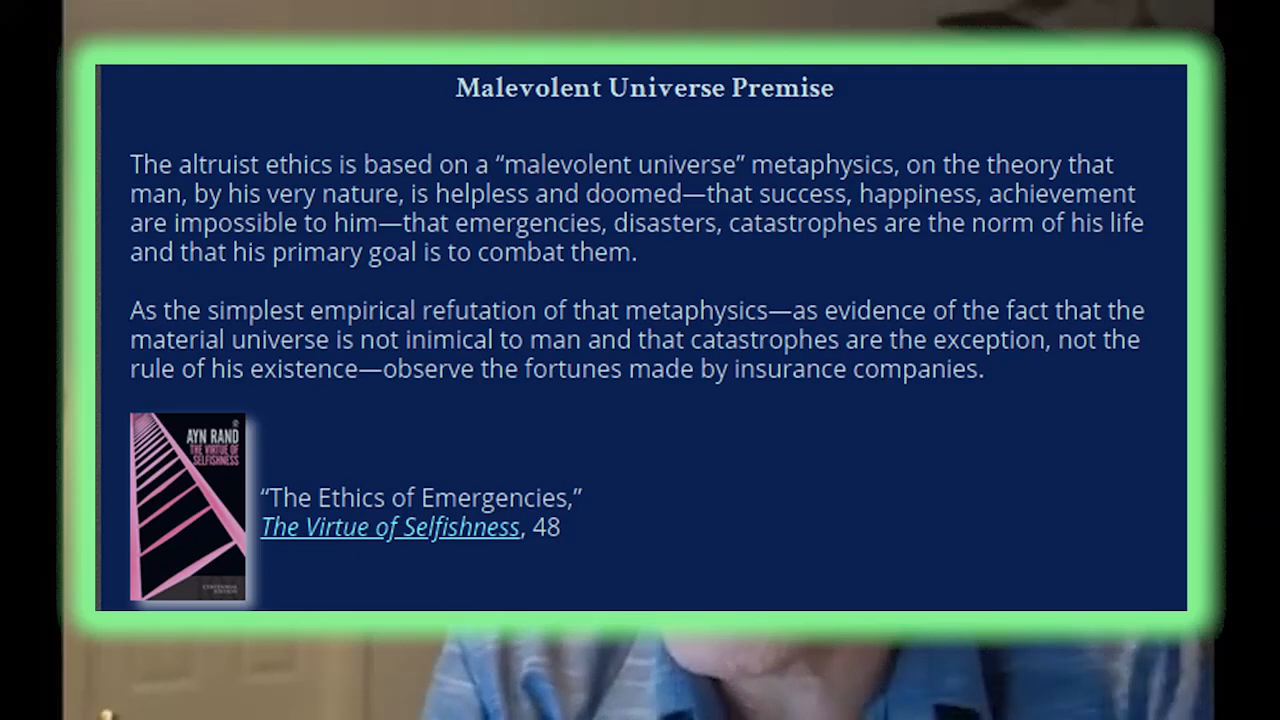 Malevolent Universe Premise
The altruist ethics is based on a “malevolent universe” metaphysics, on the theory that
man, by his very nature, is helpless and doomed—that success, happiness, achievement
are impossible to him—that emergencies, disasters, catastrophes are the norm of his life
and that his primary goal is to combat them.
As the simplest empirical refutation of that metaphysics—as evidence of the fact that the
material universe is not inimical to man and that catastrophes are the exception, not the
rule of his existence—observe the fortunes made by insurance companies.
AYN RAND
THE VIRTUE OF
SELFISHNESS
“The Ethics of Emergencies,”
The Virtue of Selfishness, 48
CENTENNIAL
EDITION